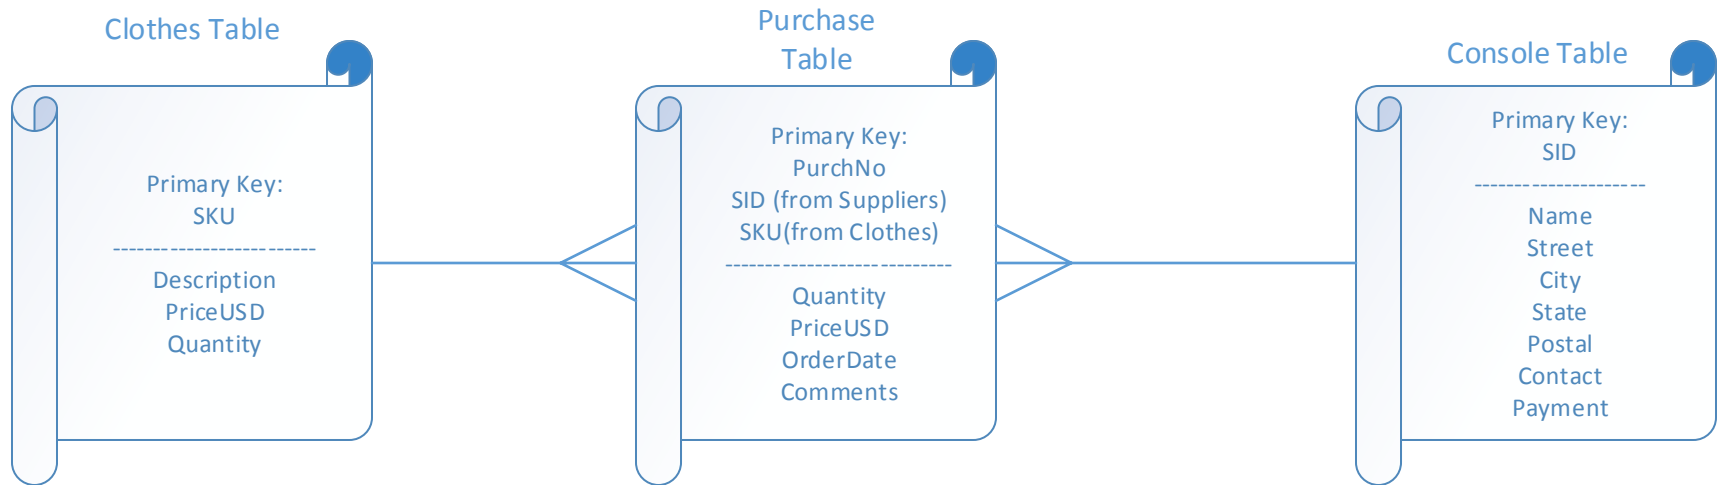 Clothes Table
Primary Key:
SKU
-------------------------
Description
PriceUSD
Quantity
Purchase
Table
Primary Key:
PurchNo
SID (from Suppliers)
SKU(from Clothes)
----------------------------
Quantity
PriceUSD
OrderDate
Comments
Console Table
Primary Key:
SID
---------------------
Name
Street
City
State
Postal
Contact
Payment